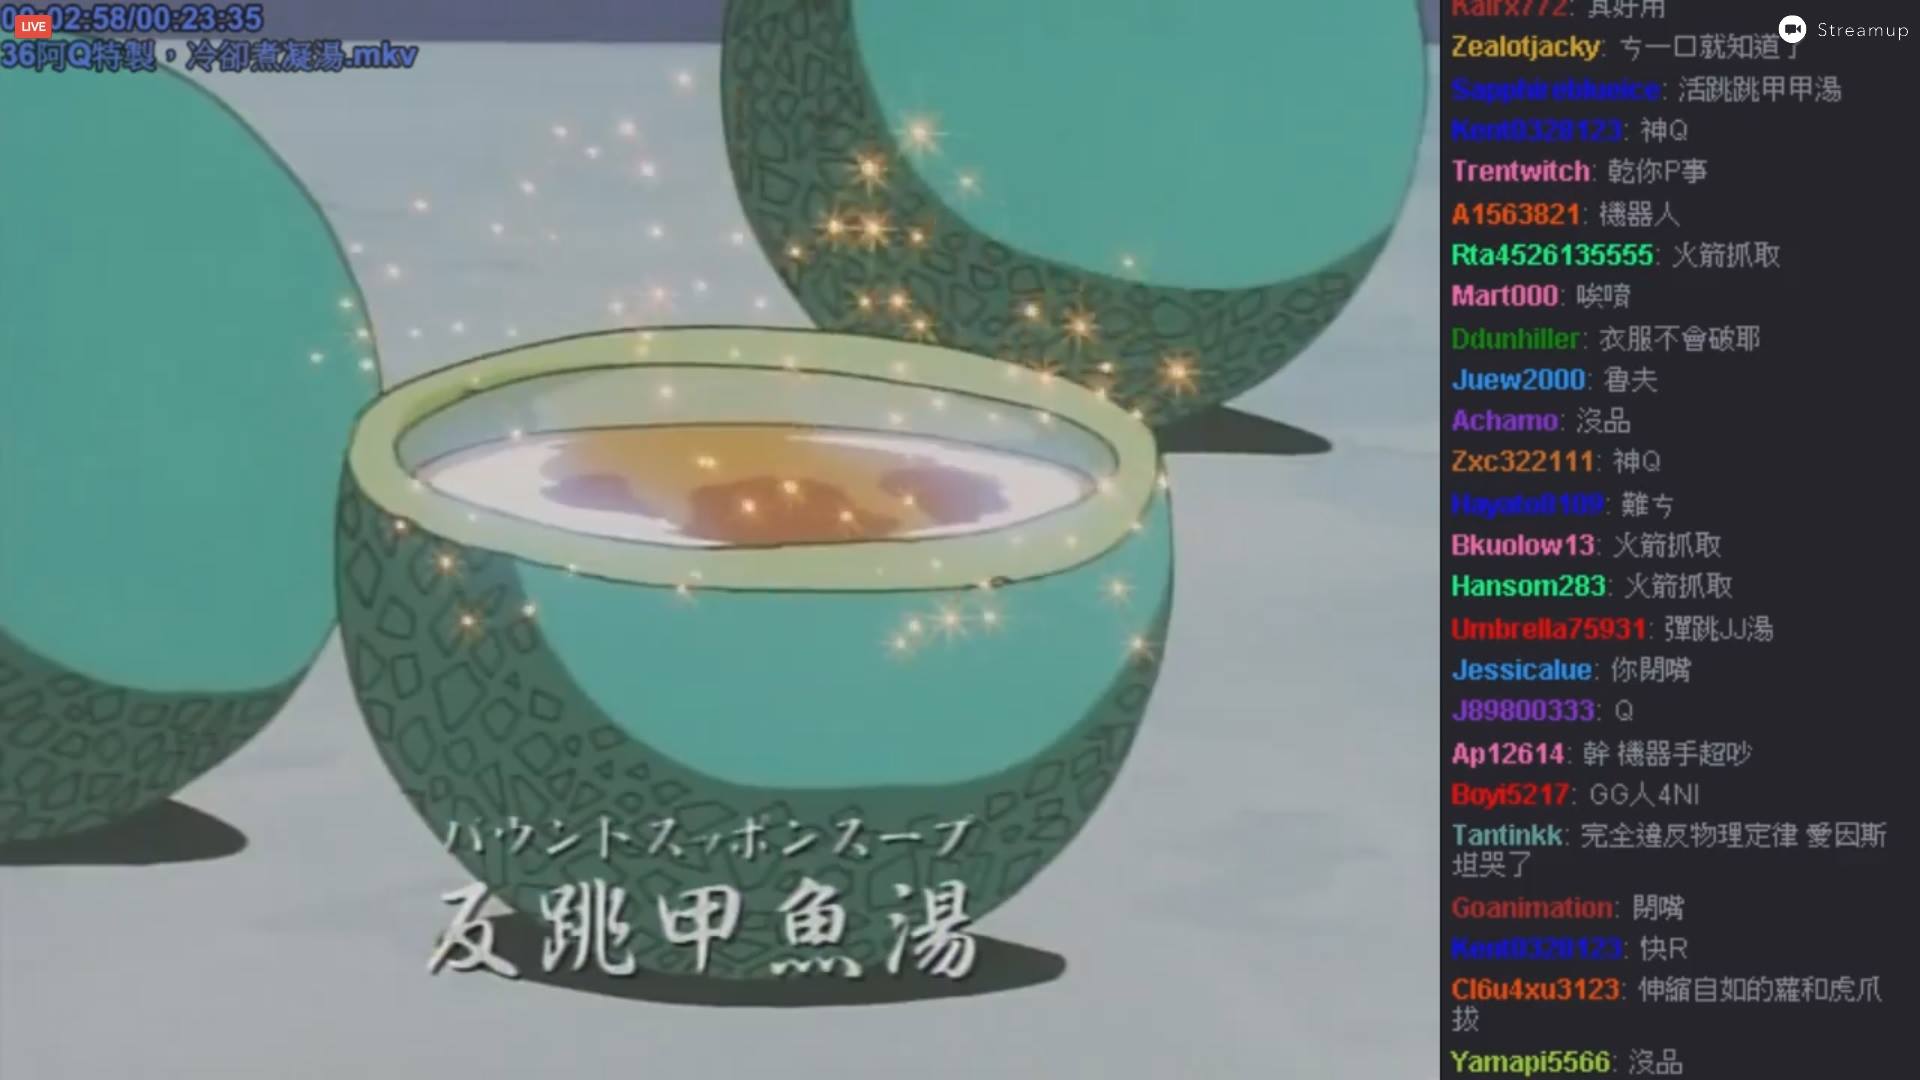 00:02:58/00:23:35
LIVE
36阿Q特製，冷卻煮凝湯.mkv
Streamup
バウンドスッポンスープ
反跳甲魚湯
Kairx772: 真好用
Zealotjacky: ㄘ一口就知道了
Sapphireblueice: 活跳跳甲甲湯
Kent0328123: 神Q
Trentwitch: 乾你P事
A1563821: 機器人
Rta4526135555: 火箭抓取
Mart000: 唉唷
Ddunhiller: 衣服不會破耶
Juew2000: 魯夫
Achamo: 沒品
Zxc322111: 神Q
Hayato8109: 難ㄘ
Bkuolow13: 火箭抓取
Hansom283: 火箭抓取
Umbrella75931: 彈跳JJ湯
Jessicalue: 你閉嘴
J89800333: Q
Ap12614: 幹 機器手超吵
Boyi5217: GG人4NI
Tantinkk: 完全違反物理定律 愛因斯
坦哭了
Goanimation: 閉嘴
Kent0328123: 快R
Cl6u4xu3123: 伸縮自如的蘿和虎爪
拔
Yamapi5566: 沒品